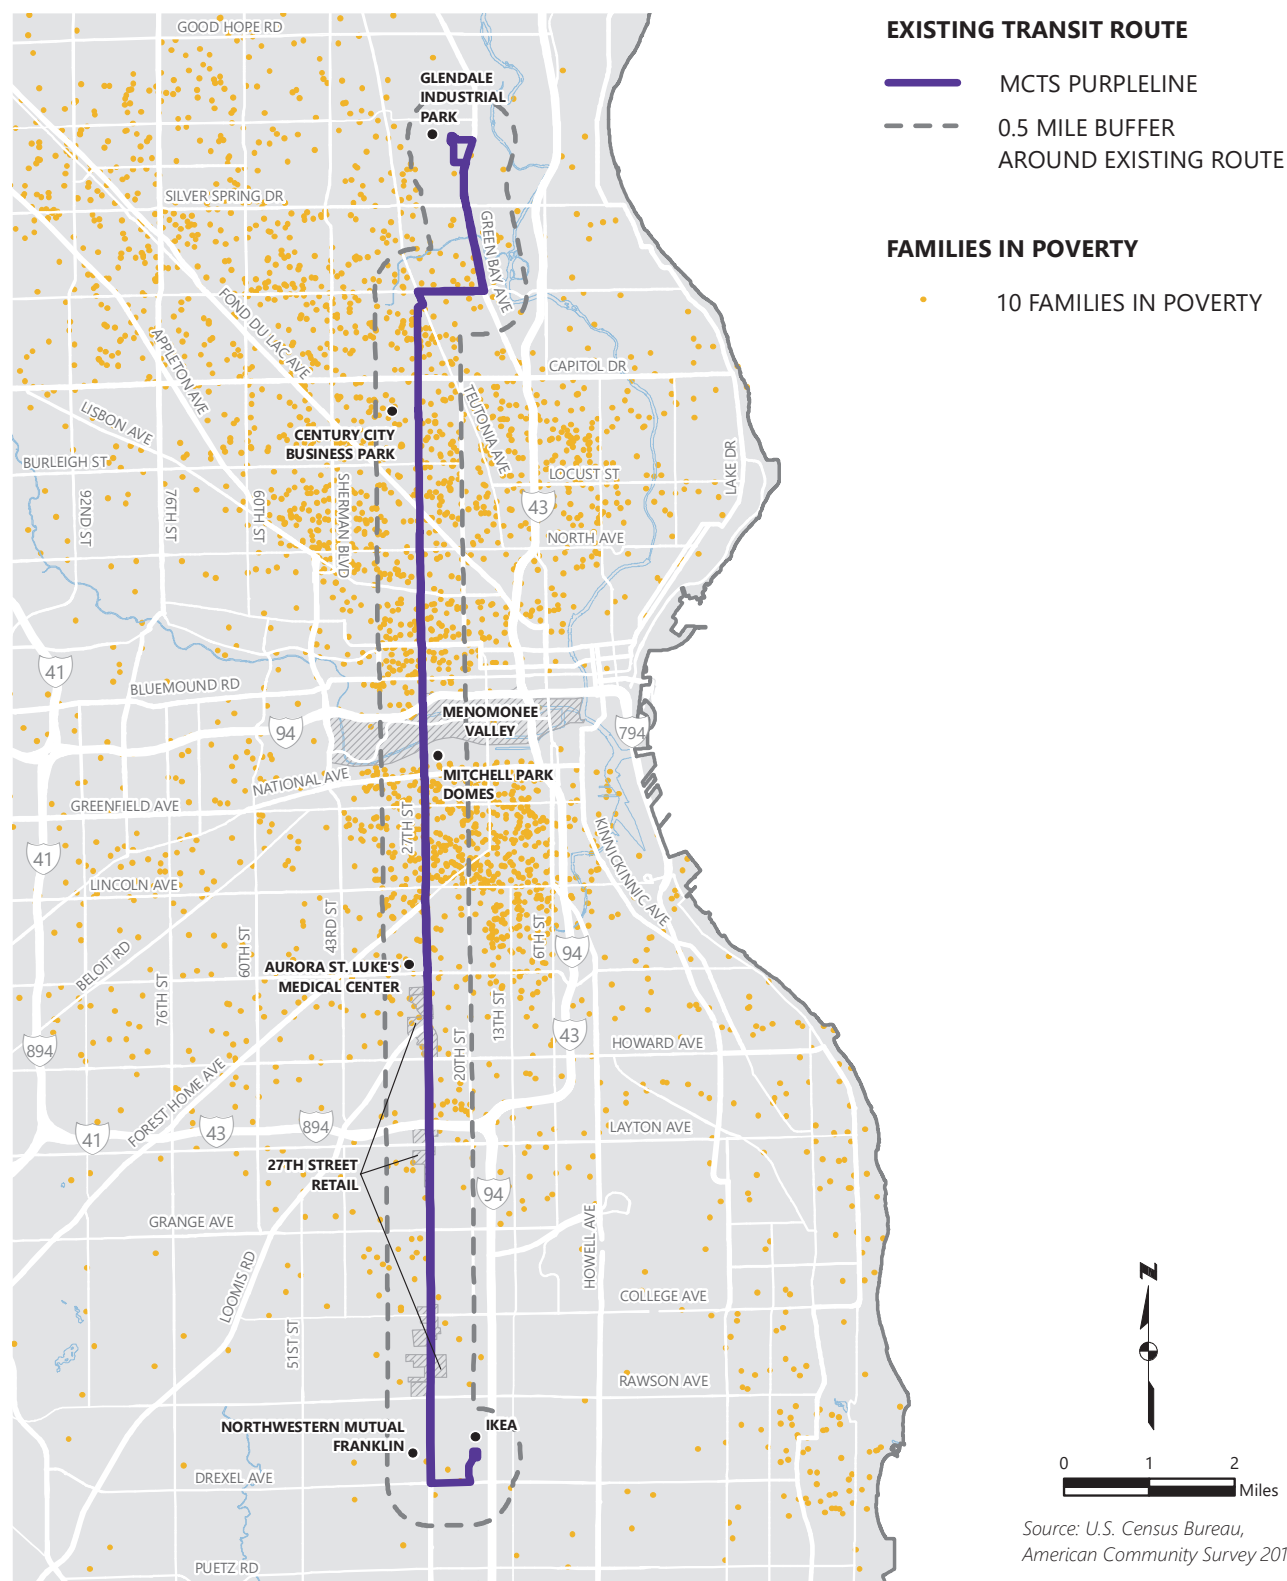 GOOD HOPE RD
GLENDALE
INDUSTRIAL
PARK
SILVER SPRING DR
GREEN BAY AVE
FOND DU LAC AVE
APPLETON AVE
CAPITOL DR
LISBON AVE
TEUTONIA AVE
CENTURY CITY
BUSINESS PARK
BURLEIGH ST
LOCUST ST
LAKE DR
92ND ST
76TH ST
60TH ST
SHERMAN BLVD
43
NORTH AVE
41
BLUEMOUND RD
94
MENOMONEE
VALLEY
794
NATIONAL AVE
MITCHELL PARK
DOMES
GREENFIELD AVE
27TH ST
KINNICKINNIC AVE
41
LINCOLN AVE
43RD ST
6TH ST
BELOIT RD
60TH ST
94
AURORA ST. LUKE'S
MEDICAL CENTER
76TH ST
13TH ST
20TH ST
43
894
HOWARD AVE
FOREST HOME AVE
41
43
894
LAYTON AVE
27TH STREET
RETAIL
94
GRANGE AVE
HOWELL AVE
LOOMIS RD
COLLEGE AVE
51ST ST
RAWSON AVE
NORTHWESTERN MUTUAL
FRANKLIN
IKEA
DREXEL AVE
PUETZ RD
EXISTING TRANSIT ROUTE
MCTS PURPLELINE
0.5 MILE BUFFER
AROUND EXISTING ROUTE
FAMILIES IN POVERTY
10 FAMILIES IN POVERTY
N
0 1 2
Miles
Source: U.S. Census Bureau,
American Community Survey 201